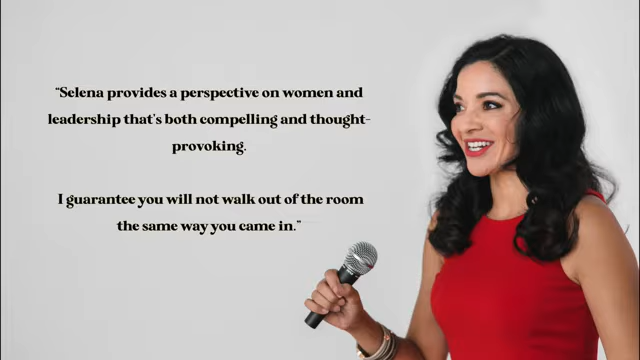 "Selena provides a perspective on women and
leadership that's both compelling and thought-
provoking.
I guarantee you will not walk out of the room
the same way you came in."